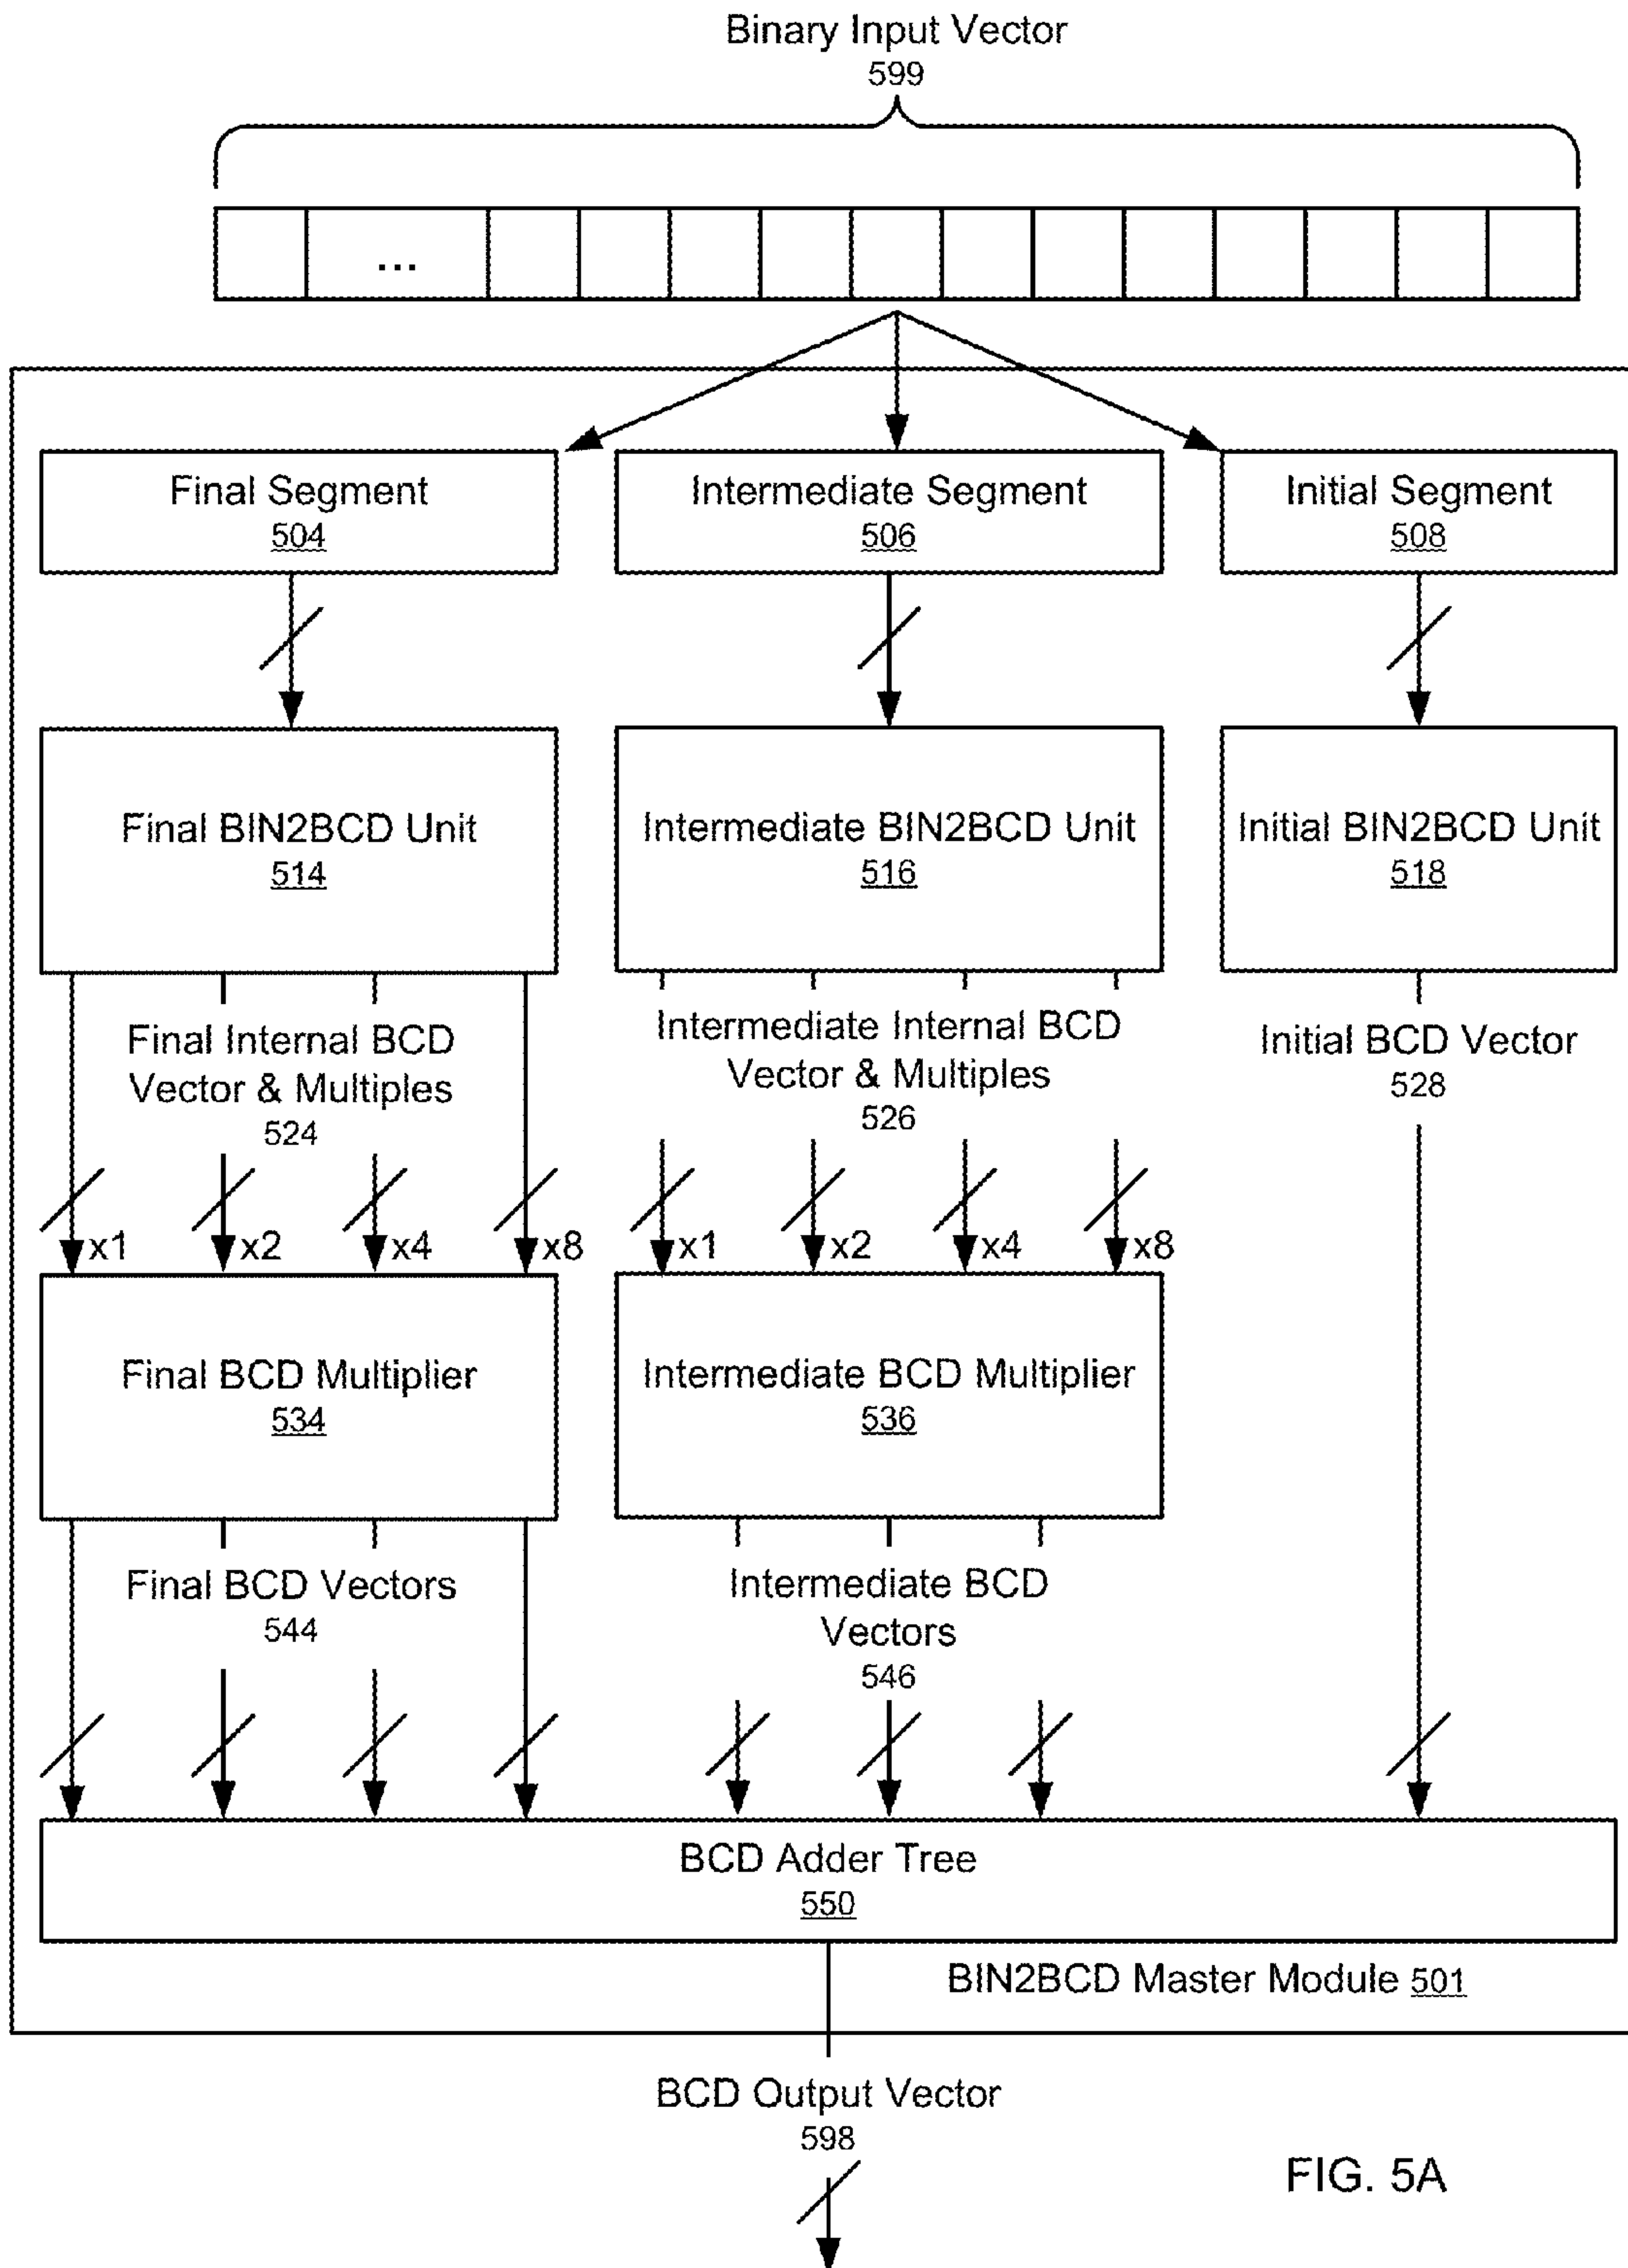 Binary Input Vector
599
...
Final Segment
504
Intermediate Segment
506
Initial Segment
508
Final BIN2BCD Unit
514
Intermediate BIN2BCD Unit
516
Initial BIN2BCD Unit
518
Final Internal BCD
Vector & Multiples
524
Intermediate Internal BCD
Vector & Multiples
526
Initial BCD Vector
528
x1 x2 x4 x8
x1 x2 x4 x8
Final BCD Multiplier
534
Intermediate BCD Multiplier
536
Final BCD Vectors
544
Intermediate BCD
Vectors
546
BCD Adder Tree
550
BIN2BCD Master Module 501
BCD Output Vector
598
FIG. 5A